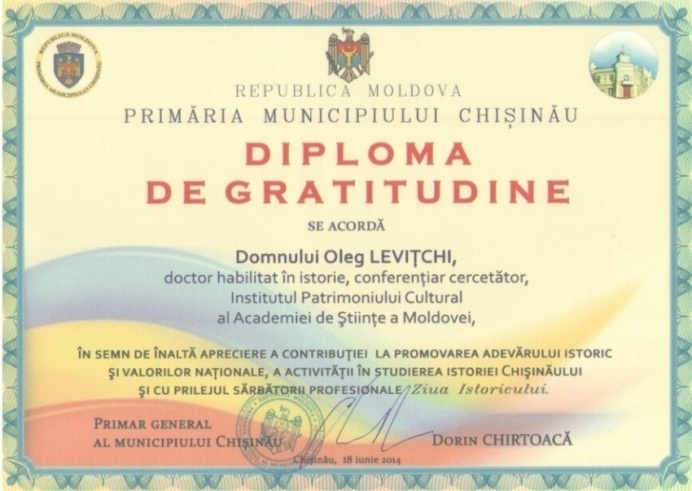 REPUBLICA MOLDOVA
PRIMĂRIA MUNICIPIULUI CHIȘINĂU
REPUBLICA MOLDOVA
PRIMĂRIA MUNICIPIULUI CHIȘINĂU
DIPLOMA
DE GRATITUDINE
SE ACORDĂ
Domnului Oleg LEVIȚCHI,
doctor habilitat în istorie, conferențiar cercetător,
Institutul Patrimoniului Cultural
al Academiei de Științe a Moldovei,
ÎN SEMN DE ÎNALTĂ APRECIERE A CONTRIBUȚIEI LA PROMOVAREA ADEVĂRULUI ISTORIC
ȘI VALORILOR NAȚIONALE, A ACTIVITĂȚII ÎN STUDIEREA ISTORIEI CHIȘINĂULUI
ȘI CU PRILEJUL SĂRBĂTORII PROFESIONALE Ziua Istoricului.
PRIMAR GENERAL
AL MUNICIPIULUI CHIȘINĂU
DORIN CHIRTOACĂ
Chișinău, 18 iunie 2014